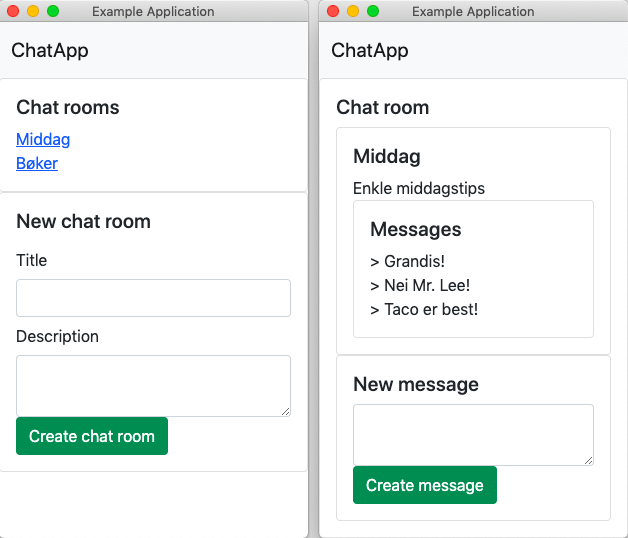 Example Application
ChatApp
Chat rooms
Middag
Bøker
New chat room
Title
Description
Create chat room
Example Application
ChatApp
Chat room
Middag
Enkle middagstips
Messages
> Grandis!
> Nei Mr. Lee!
> Taco er best!
New message
Create message